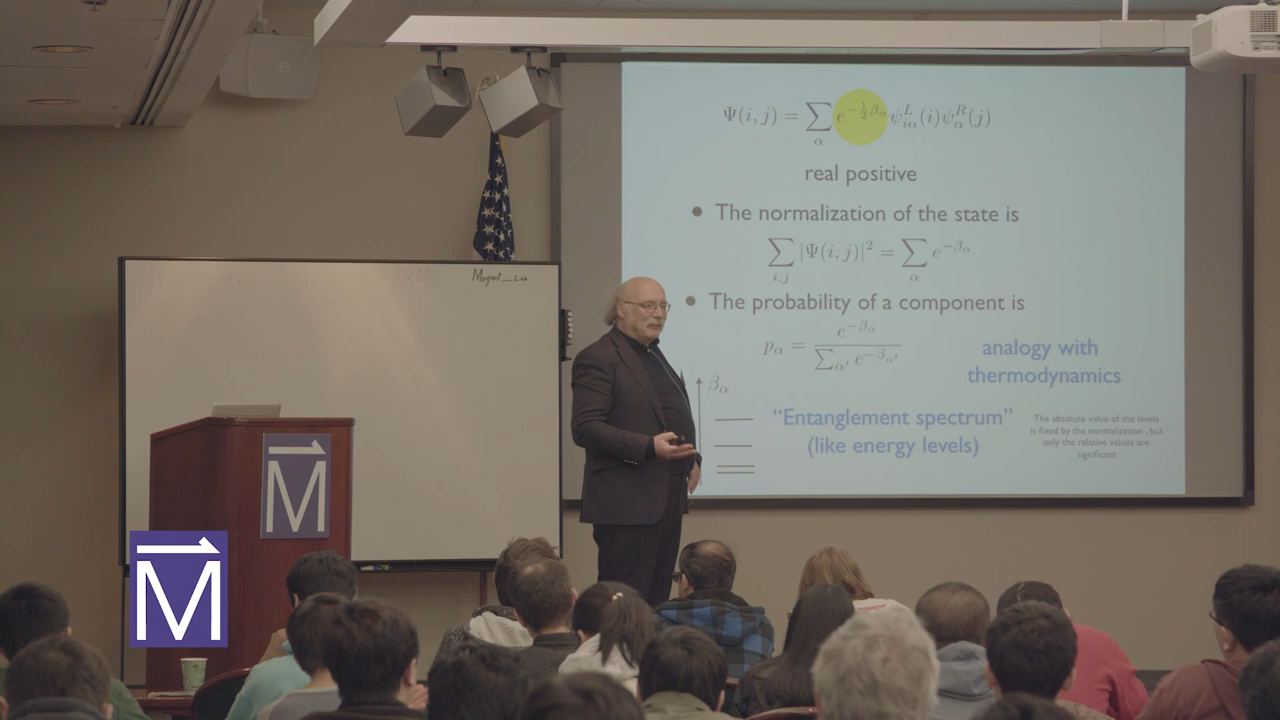 Ψ(i, j) = ∑_α e^{-½β_α} ψ^L_{iα}(i) ψ^R_α(j)
real positive
• The normalization of the state is
∑_{i,j} |Ψ(i, j)|² = ∑_α e^{-β_α}
• The probability of a component is
p_α = e^{-β_α} / ∑_{α'} e^{-β_{α'}}
analogy with
thermodynamics
β_α
“Entanglement spectrum”
(like energy levels)
The absolute value of the levels
is fixed by the normalization , but
only the relative values are
significant
Magnet_Lab
M
M